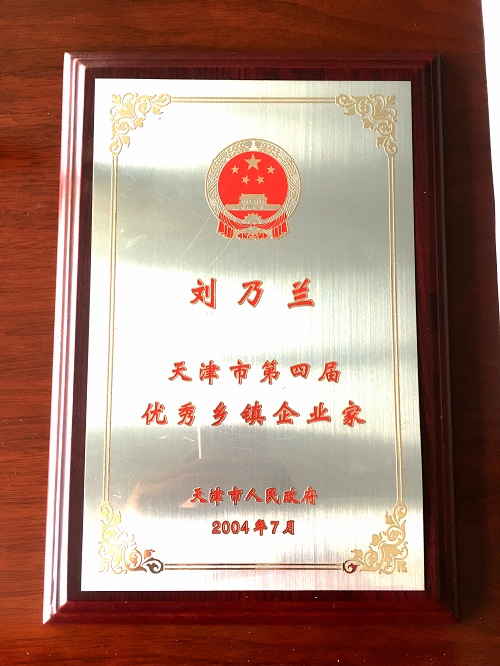 刘乃兰
天津市第四届
优秀乡镇企业家
天津市人民政府
2004年7月